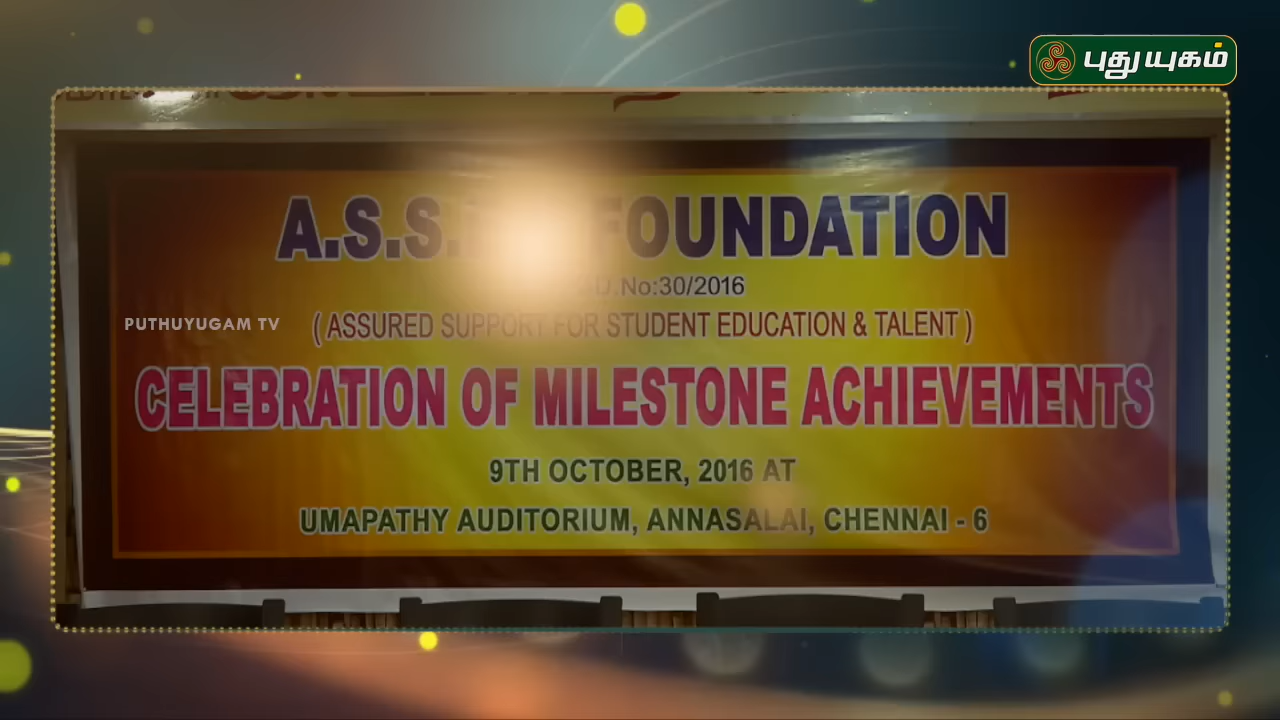 புதுயுகம்
A.S.S. FOUNDATION
No:30/2016
( ASSURED SUPPORT FOR STUDENT EDUCATION & TALENT )
PUTHUYUGAM TV
CELEBRATION OF MILESTONE ACHIEVEMENTS
9TH OCTOBER, 2016 AT
UMAPATHY AUDITORIUM, ANNASALAI, CHENNAI - 6